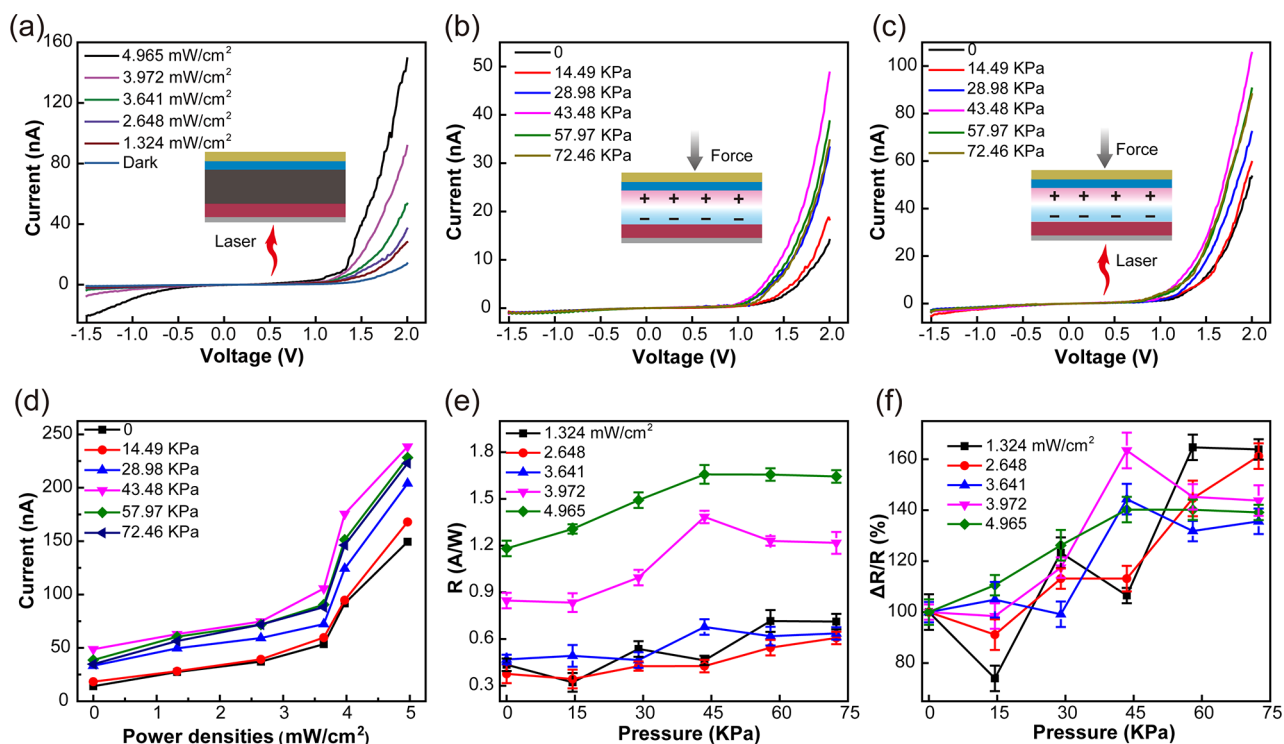 (a)
160
120
80
40
0
-1.5
-1.0
-0.5
0.0
0.5
1.0
1.5
2.0
Current (nA)
Voltage (V)
4.965 mW/cm²
3.972 mW/cm²
3.641 mW/cm²
2.648 mW/cm²
1.324 mW/cm²
Dark
Laser
(b)
50
40
30
20
10
0
-1.5
-1.0
-0.5
0.0
0.5
1.0
1.5
2.0
Current (nA)
Voltage (V)
0
14.49 KPa
28.98 KPa
43.48 KPa
57.97 KPa
72.46 KPa
Force
+ + + +
− − − −
(c)
100
80
60
40
20
0
-1.5
-1.0
-0.5
0.0
0.5
1.0
1.5
2.0
Current (nA)
Voltage (V)
0
14.49 KPa
28.98 KPa
43.48 KPa
57.97 KPa
72.46 KPa
Force
+ + + +
− − − −
Laser
(d)
250
200
150
100
50
0
0
1
2
3
4
5
Current (nA)
Power densities (mW/cm²)
0
14.49 KPa
28.98 KPa
43.48 KPa
57.97 KPa
72.46 KPa
(e)
1.8
1.5
1.2
0.9
0.6
0.3
0
15
30
45
60
75
R (A/W)
Pressure (KPa)
1.324 mW/cm²
2.648
3.641
3.972
4.965
(f)
160
140
120
100
80
0
15
30
45
60
75
ΔR/R (%)
Pressure (KPa)
1.324 mW/cm²
2.648
3.641
3.972
4.965